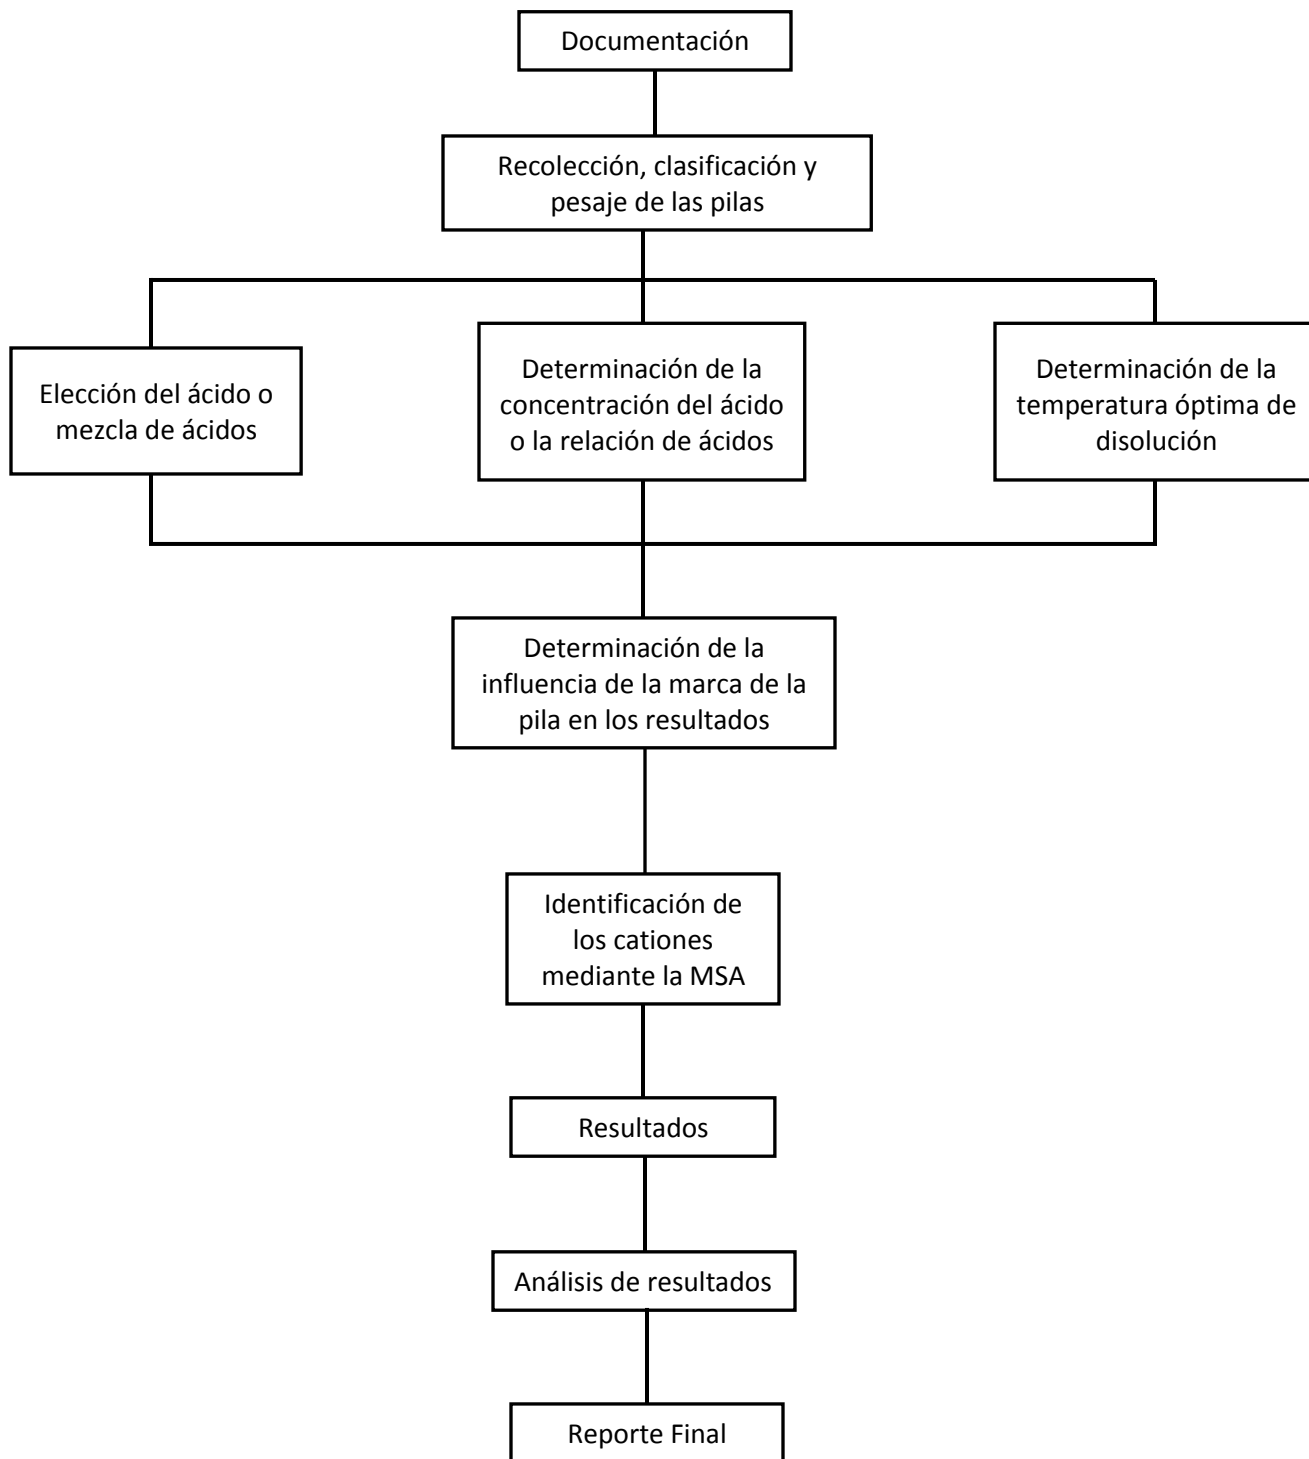 Documentación
Recolección, clasificación y
pesaje de las pilas
Elección del ácido o
mezcla de ácidos
Determinación de la
concentración del ácido
o la relación de ácidos
Determinación de la
temperatura óptima de
disolución
Determinación de la
influencia de la marca de la
pila en los resultados
Identificación de
los cationes
mediante la MSA
Resultados
Análisis de resultados
Reporte Final